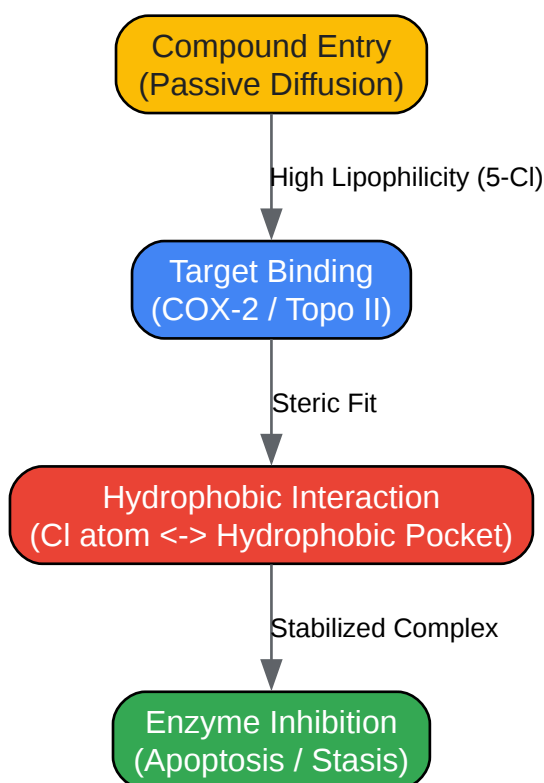 Compound Entry
(Passive Diffusion)
High Lipophilicity (5-Cl)
Target Binding
(COX-2 / Topo II)
Steric Fit
Hydrophobic Interaction
(Cl atom <-> Hydrophobic Pocket)
Stabilized Complex
Enzyme Inhibition
(Apoptosis / Stasis)